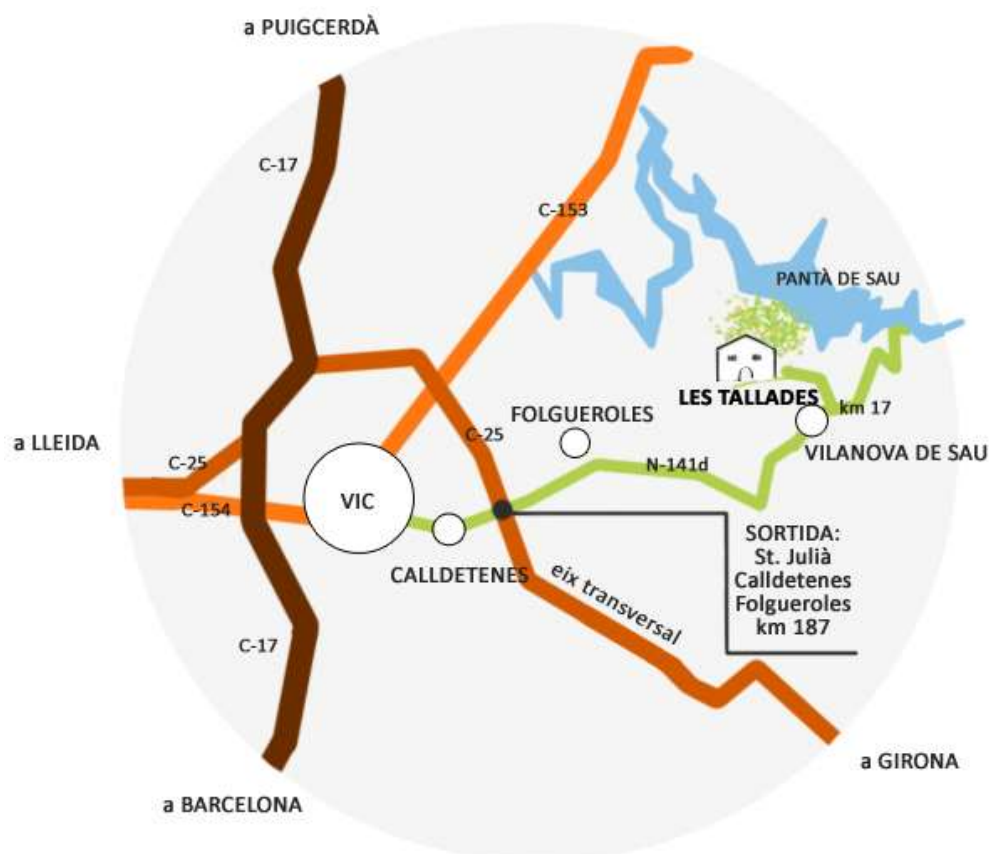 a PUIGCERDÀ
C-17
C-153
PANTÀ DE SAU
LES TALLADES
km 17
FOLGUEROLES
a LLEIDA
C-25
C-25
VILANOVA DE SAU
N-141d
VIC
C-154
SORTIDA:
St. Julià
Calldetenes
Folgueroles
km 187
CALLDETENES
eix transversal
C-17
a GIRONA
a BARCELONA